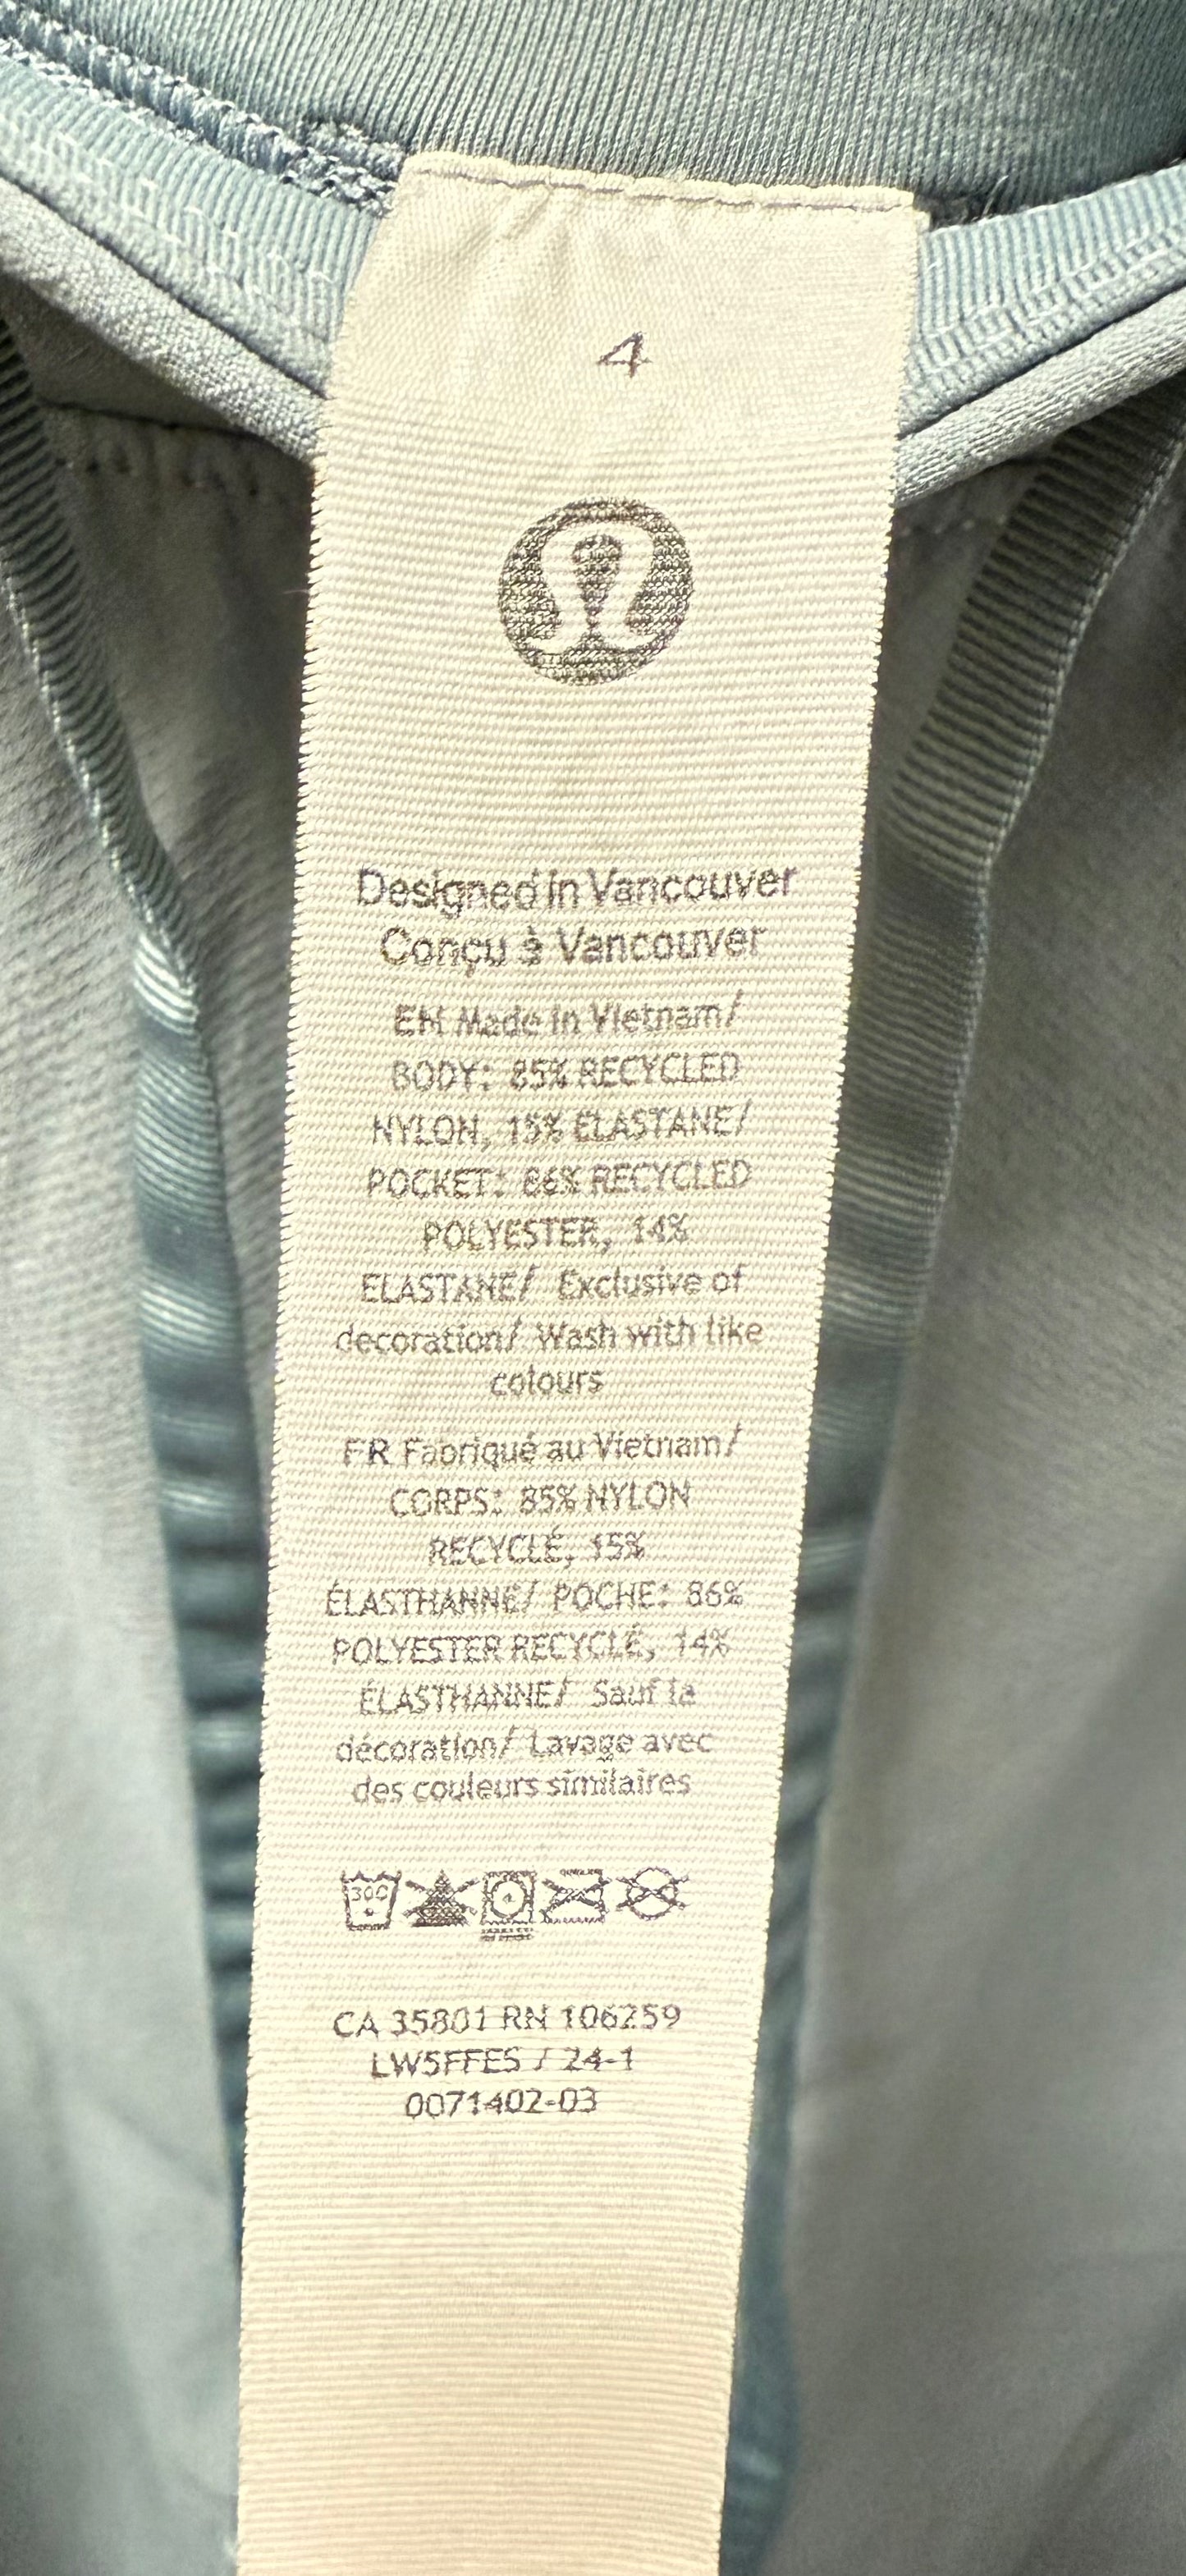 4
Designed in Vancouver
Conçu à Vancouver
EN Made in Vietnam/
BODY: 85% RECYCLED
NYLON, 15% ELASTANE/
POCKET: 86% RECYCLED
POLYESTER, 14%
ELASTANE/ Exclusive of
decoration/ Wash with like
colours
FR Fabriqué au Vietnam/
CORPS: 85% NYLON
RECYCLÉ, 15%
ÉLASTHANNE/ POCHE: 86%
POLYESTER RECYCLÉ, 14%
ÉLASTHANNE/ Sauf la
décoration/ Lavage avec
des couleurs similaires
30C
CA 35801 RN 106259
LW5FFES / 24-1
0071402-03